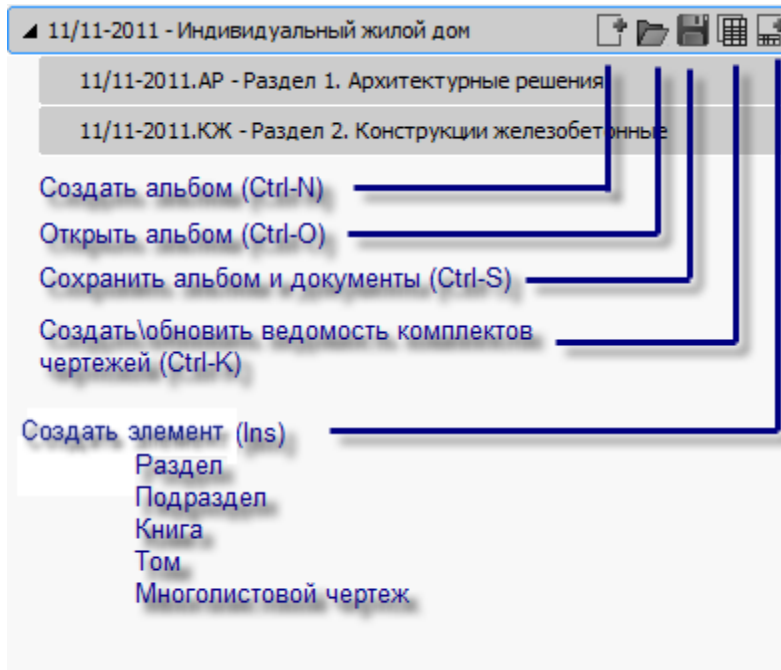 11/11-2011 - Индивидуальный жилой дом
11/11-2011.АР - Раздел 1. Архитектурные решения
11/11-2011.КЖ - Раздел 2. Конструкции железобетонные
Создать альбом (Ctrl-N)
Открыть альбом (Ctrl-O)
Сохранить альбом и документы (Ctrl-S)
Создать\обновить ведомость комплектов
чертежей (Ctrl-K)
Создать элемент (Ins)
Раздел
Подраздел
Книга
Том
Многолистовой чертеж